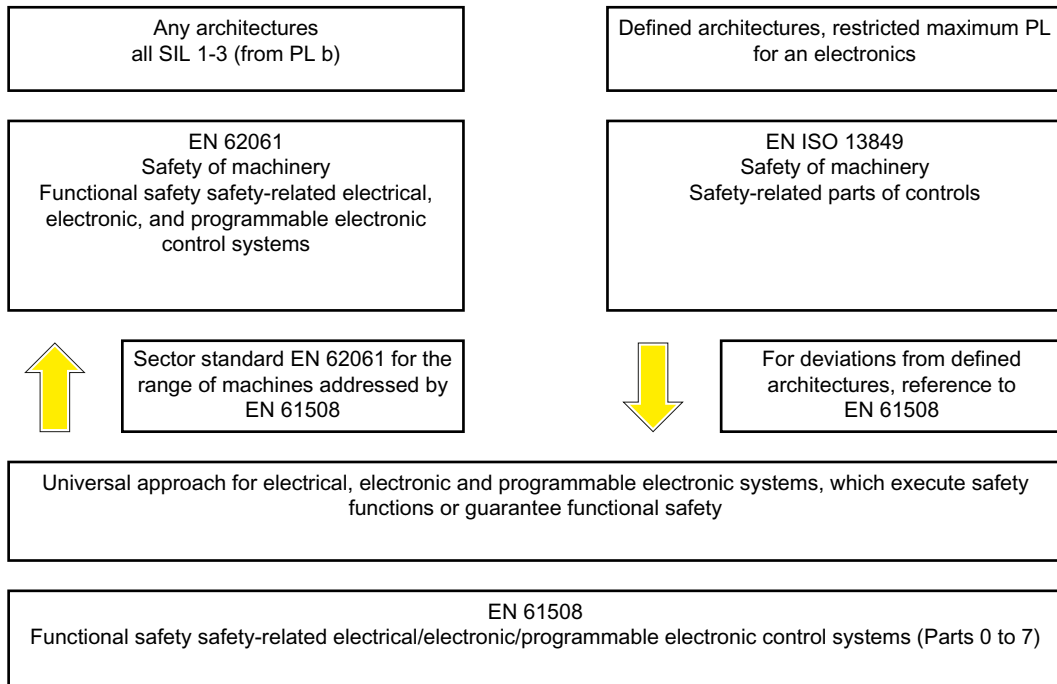 Any architectures
all SIL 1-3 (from PL b)
Defined architectures, restricted maximum PL
for an electronics
EN 62061
Safety of machinery
Functional safety safety-related electrical,
electronic, and programmable electronic
control systems
EN ISO 13849
Safety of machinery
Safety-related parts of controls
Sector standard EN 62061 for the
range of machines addressed by
EN 61508
For deviations from defined
architectures, reference to
EN 61508
Universal approach for electrical, electronic and programmable electronic systems, which execute safety
functions or guarantee functional safety
EN 61508
Functional safety safety-related electrical/electronic/programmable electronic control systems (Parts 0 to 7)